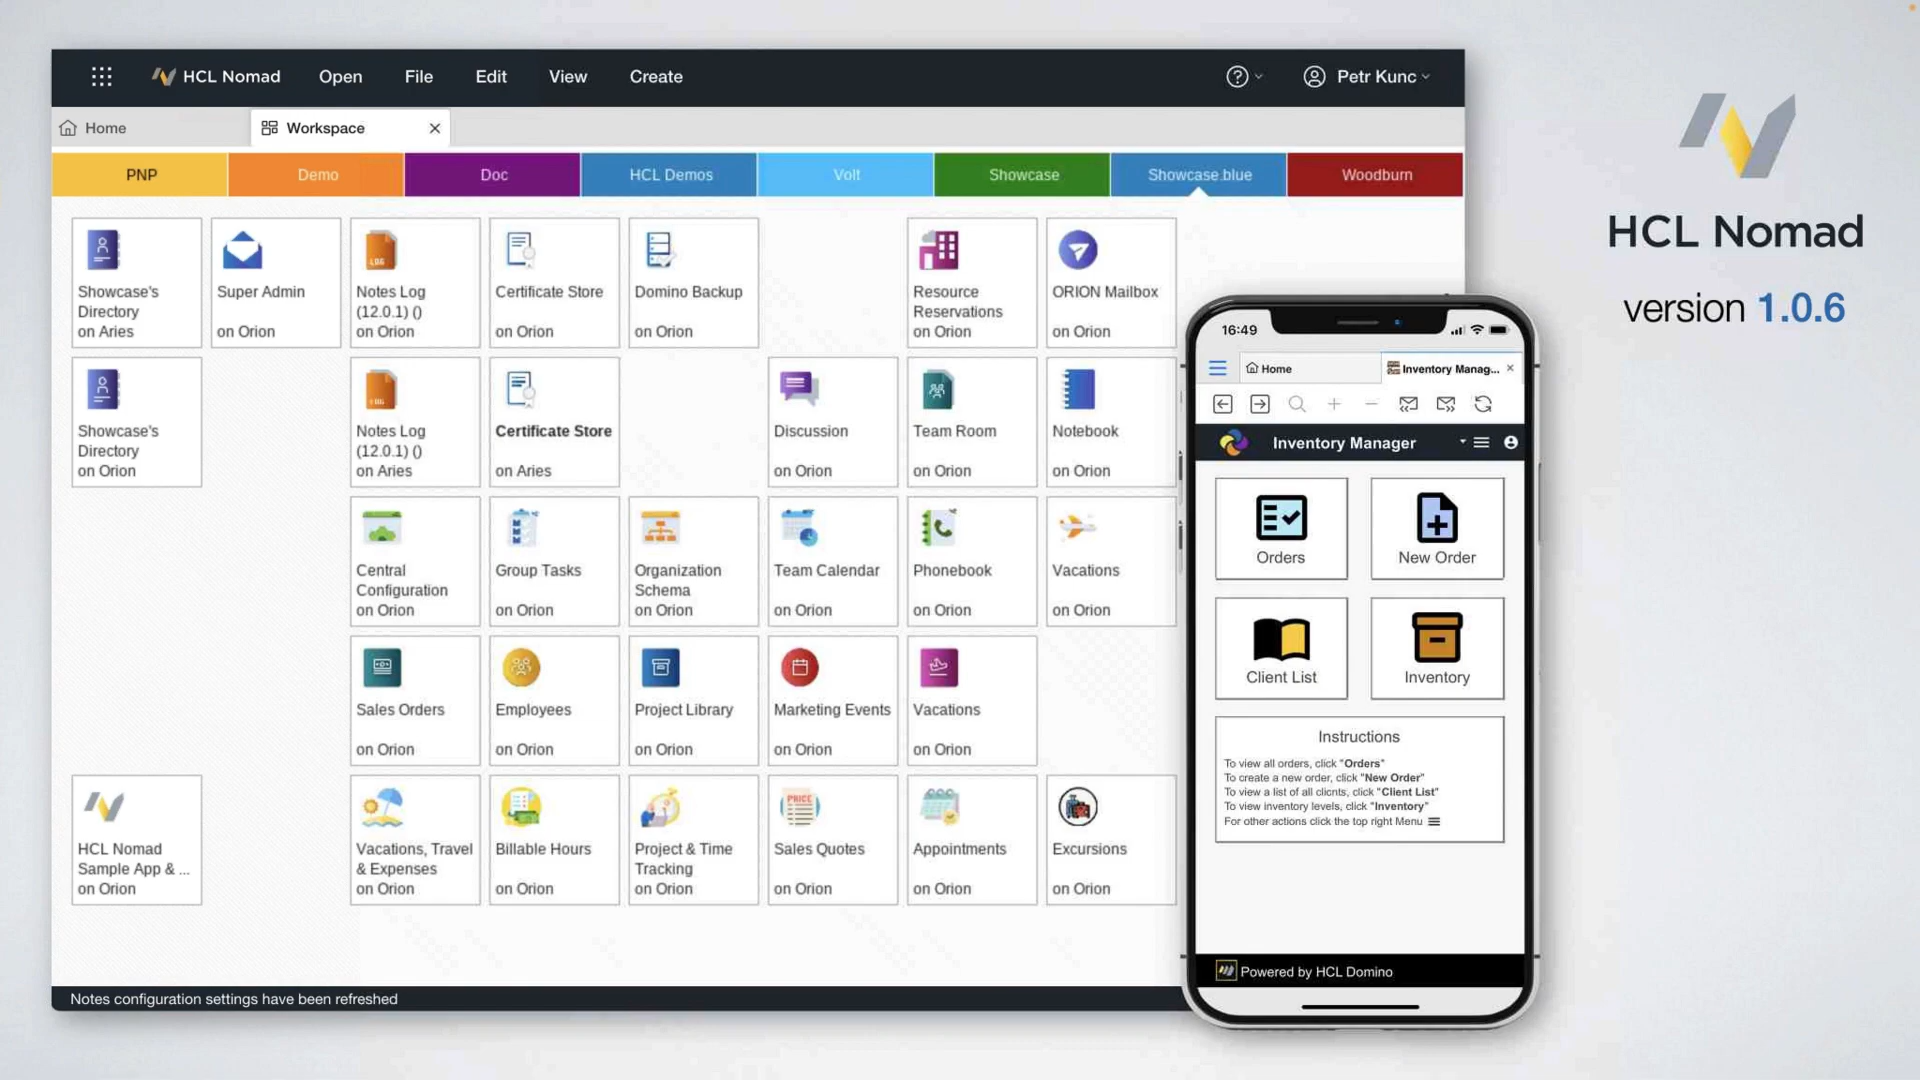 HCL Nomad
Open
File
Edit
View
Create
Petr Kunc
Home
Workspace
PNP
Demo
Doc
HCL Demos
Volt
Showcase
Showcase.blue
Woodburn
Showcase's
Directory
on Aries
Super Admin
on Orion
Notes Log
(12.0.1) ()
on Orion
Certificate Store
on Orion
Domino Backup
on Orion
Resource
Reservations
on Orion
ORION Mailbox
on Orion
Showcase's
Directory
on Orion
Notes Log
(12.0.1) ()
on Aries
Certificate Store
on Aries
Discussion
on Orion
Team Room
on Orion
Notebook
on Orion
Central
Configuration
on Orion
Group Tasks
on Orion
Organization
Schema
on Orion
Team Calendar
on Orion
Phonebook
on Orion
Vacations
on Orion
Sales Orders
on Orion
Employees
on Orion
Project Library
on Orion
Marketing Events
on Orion
Vacations
on Orion
HCL Nomad
Sample App & ...
on Orion
Vacations, Travel
& Expenses
on Orion
Billable Hours
on Orion
Project & Time
Tracking
on Orion
PRICE
Sales Quotes
on Orion
Appointments
on Orion
Excursions
on Orion
Notes configuration settings have been refreshed
16:49
Home
Inventory Manag...
Inventory Manager
Orders
New Order
Client List
Inventory
Instructions
To view all orders, click "Orders"
To create a new order, click "New Order"
To view a list of all clients, click "Client List"
To view inventory levels, click "Inventory"
For other actions click the top right Menu
Powered by HCL Domino
HCL Nomad
version 1.0.6